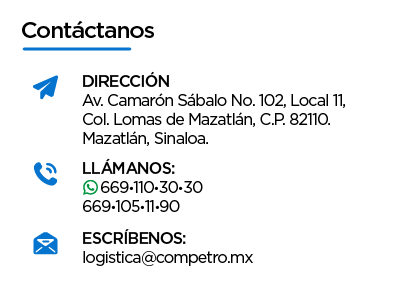 Contáctanos
DIRECCIÓN
Av. Camarón Sábalo No. 102, Local 11,
Col. Lomas de Mazatlán, C.P. 82110.
Mazatlán, Sinaloa.
LLÁMANOS:
669•110•30•30
669•105•11•90
ESCRÍBENOS:
logistica@competro.mx